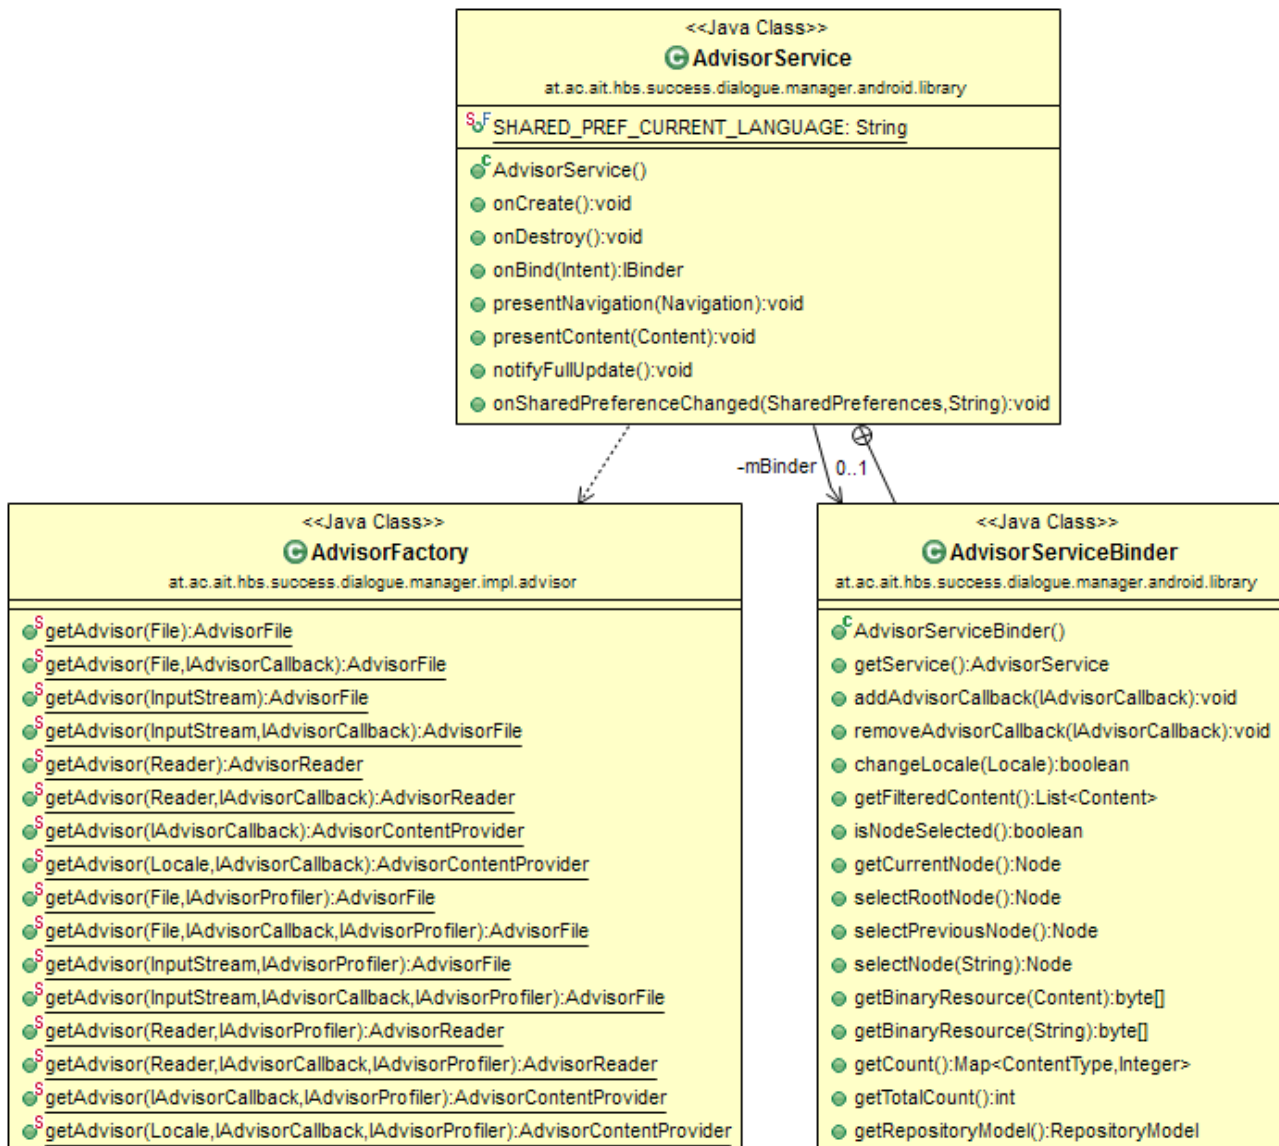 <<Java Class>>
C AdvisorService
at.ac.ait.hbs.success.dialogue.manager.android.library
S F SHARED_PREF_CURRENT_LANGUAGE: String
C AdvisorService()
onCreate():void
onDestroy():void
onBind(Intent):IBinder
presentNavigation(Navigation):void
presentContent(Content):void
notifyFullUpdate():void
onSharedPreferenceChanged(SharedPreferences,String):void
-mBinder 0..1
<<Java Class>>
C AdvisorFactory
at.ac.ait.hbs.success.dialogue.manager.impl.advisor
S getAdvisor(File):AdvisorFile
S getAdvisor(File,IAdvisorCallback):AdvisorFile
S getAdvisor(InputStream):AdvisorFile
S getAdvisor(InputStream,IAdvisorCallback):AdvisorFile
S getAdvisor(Reader):AdvisorReader
S getAdvisor(Reader,IAdvisorCallback):AdvisorReader
S getAdvisor(IAdvisorCallback):AdvisorContentProvider
S getAdvisor(Locale,IAdvisorCallback):AdvisorContentProvider
S getAdvisor(File,IAdvisorProfiler):AdvisorFile
S getAdvisor(File,IAdvisorCallback,IAdvisorProfiler):AdvisorFile
S getAdvisor(InputStream,IAdvisorProfiler):AdvisorFile
S getAdvisor(InputStream,IAdvisorCallback,IAdvisorProfiler):AdvisorFile
S getAdvisor(Reader,IAdvisorProfiler):AdvisorReader
S getAdvisor(Reader,IAdvisorCallback,IAdvisorProfiler):AdvisorReader
S getAdvisor(IAdvisorCallback,IAdvisorProfiler):AdvisorContentProvider
S getAdvisor(Locale,IAdvisorCallback,IAdvisorProfiler):AdvisorContentProvider
<<Java Class>>
C AdvisorServiceBinder
at.ac.ait.hbs.success.dialogue.manager.android.library
C AdvisorServiceBinder()
getService():AdvisorService
addAdvisorCallback(IAdvisorCallback):void
removeAdvisorCallback(IAdvisorCallback):void
changeLocale(Locale):boolean
getFilteredContent():List<Content>
isNodeSelected():boolean
getCurrentNode():Node
selectRootNode():Node
selectPreviousNode():Node
selectNode(String):Node
getBinaryResource(Content):byte[]
getBinaryResource(String):byte[]
getCount():Map<ContentType,Integer>
getTotalCount():int
getRepositoryModel():RepositoryModel